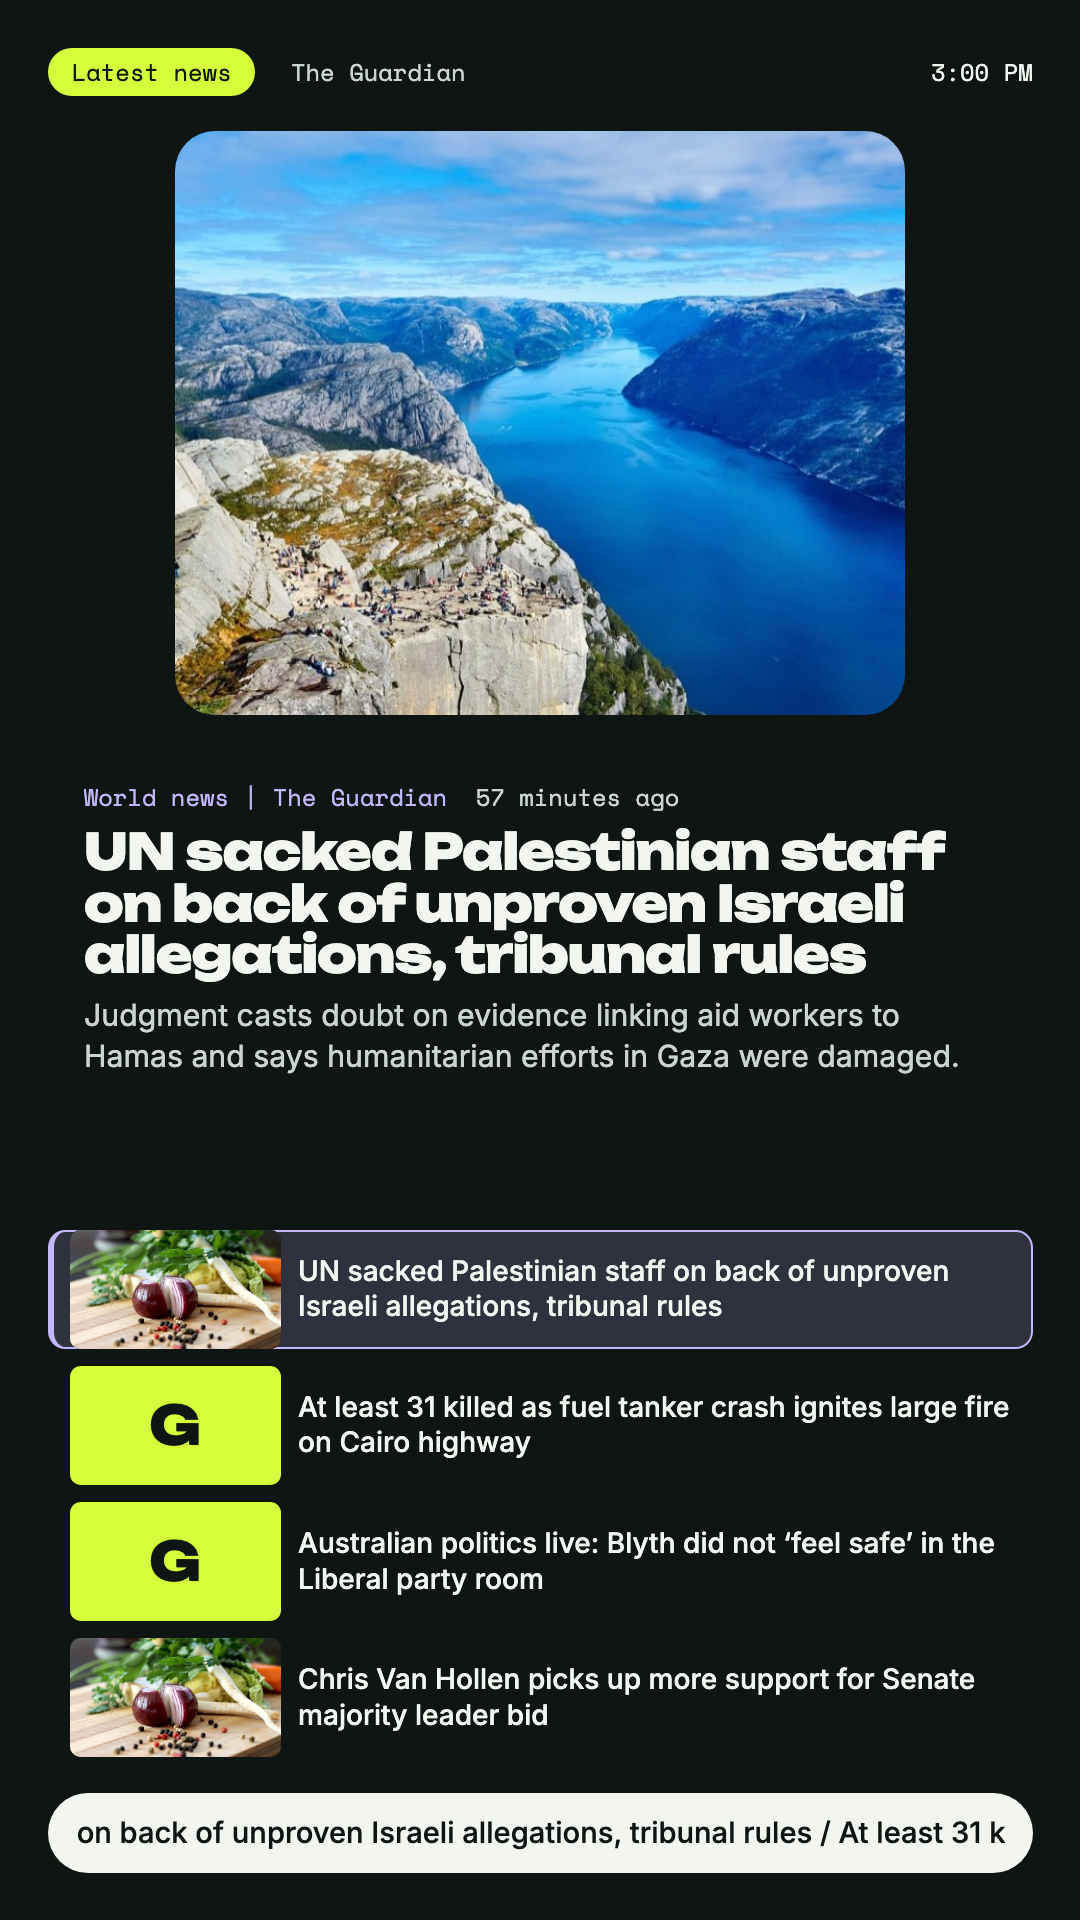 Latest news
The Guardian
3:00 PM
World news | The Guardian 57 minutes ago
UN sacked Palestinian staff
on back of unproven Israeli
allegations, tribunal rules
Judgment casts doubt on evidence linking aid workers to
Hamas and says humanitarian efforts in Gaza were damaged.
UN sacked Palestinian staff on back of unproven
Israeli allegations, tribunal rules
G
At least 31 killed as fuel tanker crash ignites large fire
on Cairo highway
G
Australian politics live: Blyth did not ‘feel safe’ in the
Liberal party room
Chris Van Hollen picks up more support for Senate
majority leader bid
on back of unproven Israeli allegations, tribunal rules / At least 31 k